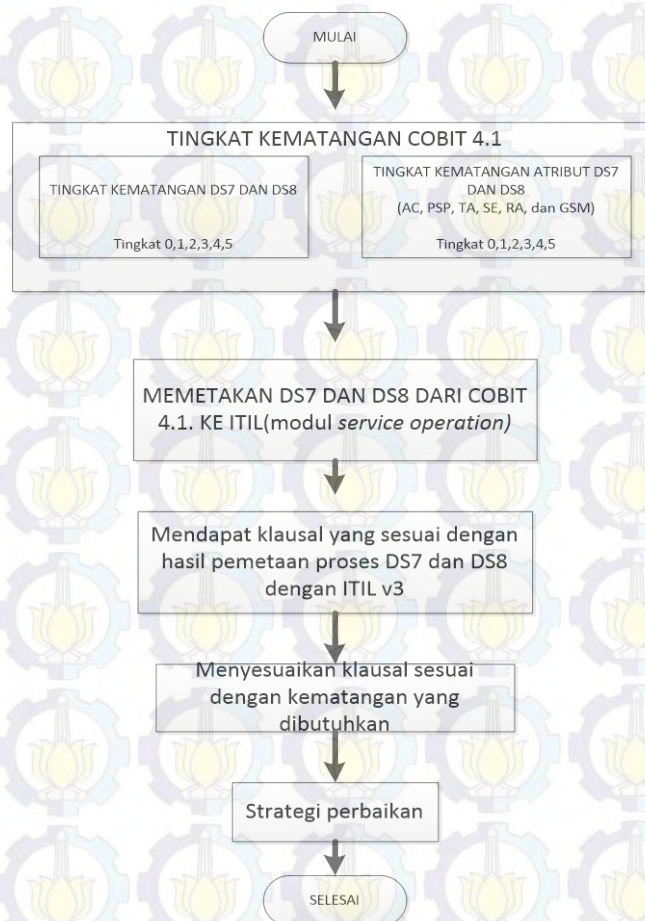 MULAI
TINGKAT KEMATANGAN COBIT 4.1
TINGKAT KEMATANGAN DS7 DAN DS8
Tingkat 0,1,2,3,4,5
TINGKAT KEMATANGAN ATRIBUT DS7
DAN DS8
(AC, PSP, TA, SE, RA, dan GSM)
Tingkat 0,1,2,3,4,5
MEMETAKAN DS7 DAN DS8 DARI COBIT
4.1. KE ITIL(modul service operation)
Mendapat klausal yang sesuai dengan
hasil pemetaan proses DS7 dan DS8
dengan ITIL v3
Menyesuaikan klausal sesuai
dengan kematangan yang
dibutuhkan
Strategi perbaikan
SELESAI